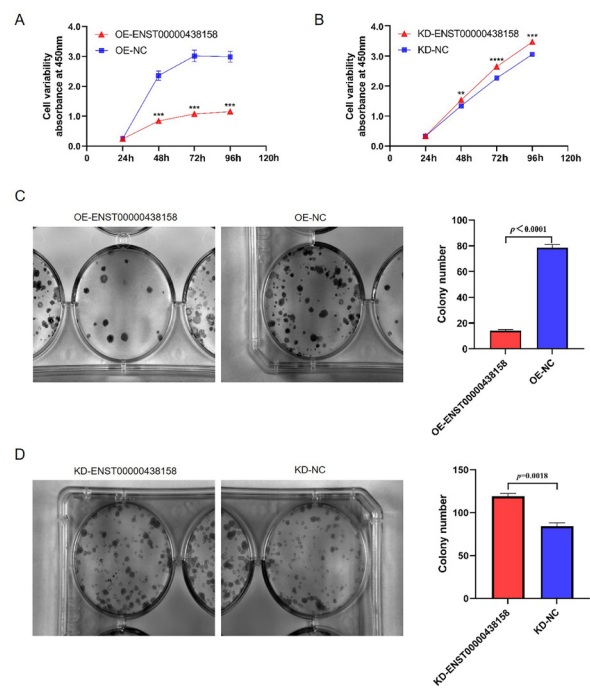 A
OE-ENST00000438158
OE-NC
Cell variability
absorbance at 450nm
4.0
3.0
2.0
1.0
0.0
*** *** ***
0 24h 48h 72h 96h 120h
B
KD-ENST00000438158
KD-NC
Cell variability
absorbance at 450nm
4.0
3.0
2.0
1.0
0.0
** **** ***
0 24h 48h 72h 96h 120h
C
OE-ENST00000438158
OE-NC
Colony number
100
80
60
40
20
0
p＜0.0001
OE-ENST00000438158
OE-NC
D
KD-ENST00000438158
KD-NC
Colony number
150
100
50
0
p=0.0018
KD-ENST00000438158
KD-NC